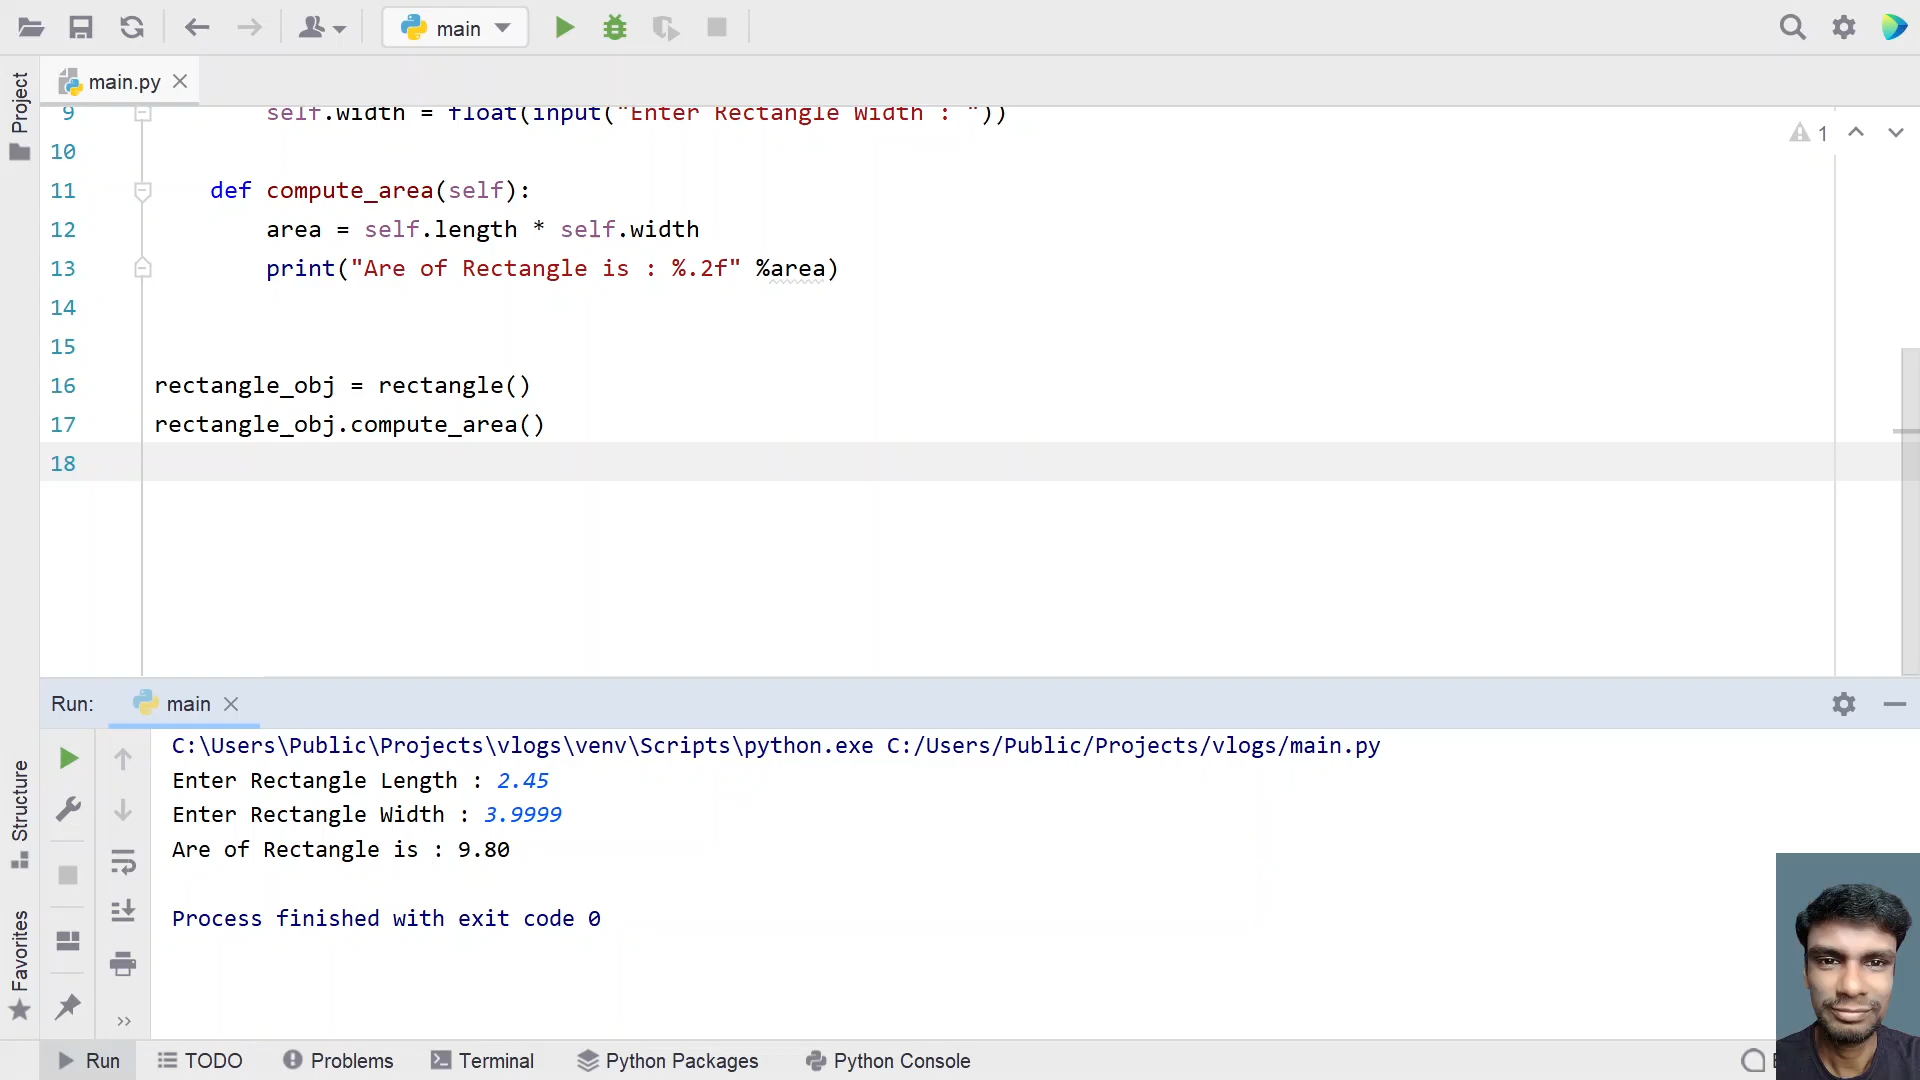 main
main.py
Project
9 self.width = float(input("Enter Rectangle Width : "))
1
10
11 def compute_area(self):
12 area = self.length * self.width
13 print("Are of Rectangle is : %.2f" %area)
14
15
16 rectangle_obj = rectangle()
17 rectangle_obj.compute_area()
18
Run: main
C:\Users\Public\Projects\vlogs\venv\Scripts\python.exe C:/Users/Public/Projects/vlogs/main.py
Enter Rectangle Length : 2.45
Enter Rectangle Width : 3.9999
Are of Rectangle is : 9.80
Process finished with exit code 0
Structure
Favorites
Run TODO Problems Terminal Python Packages Python Console